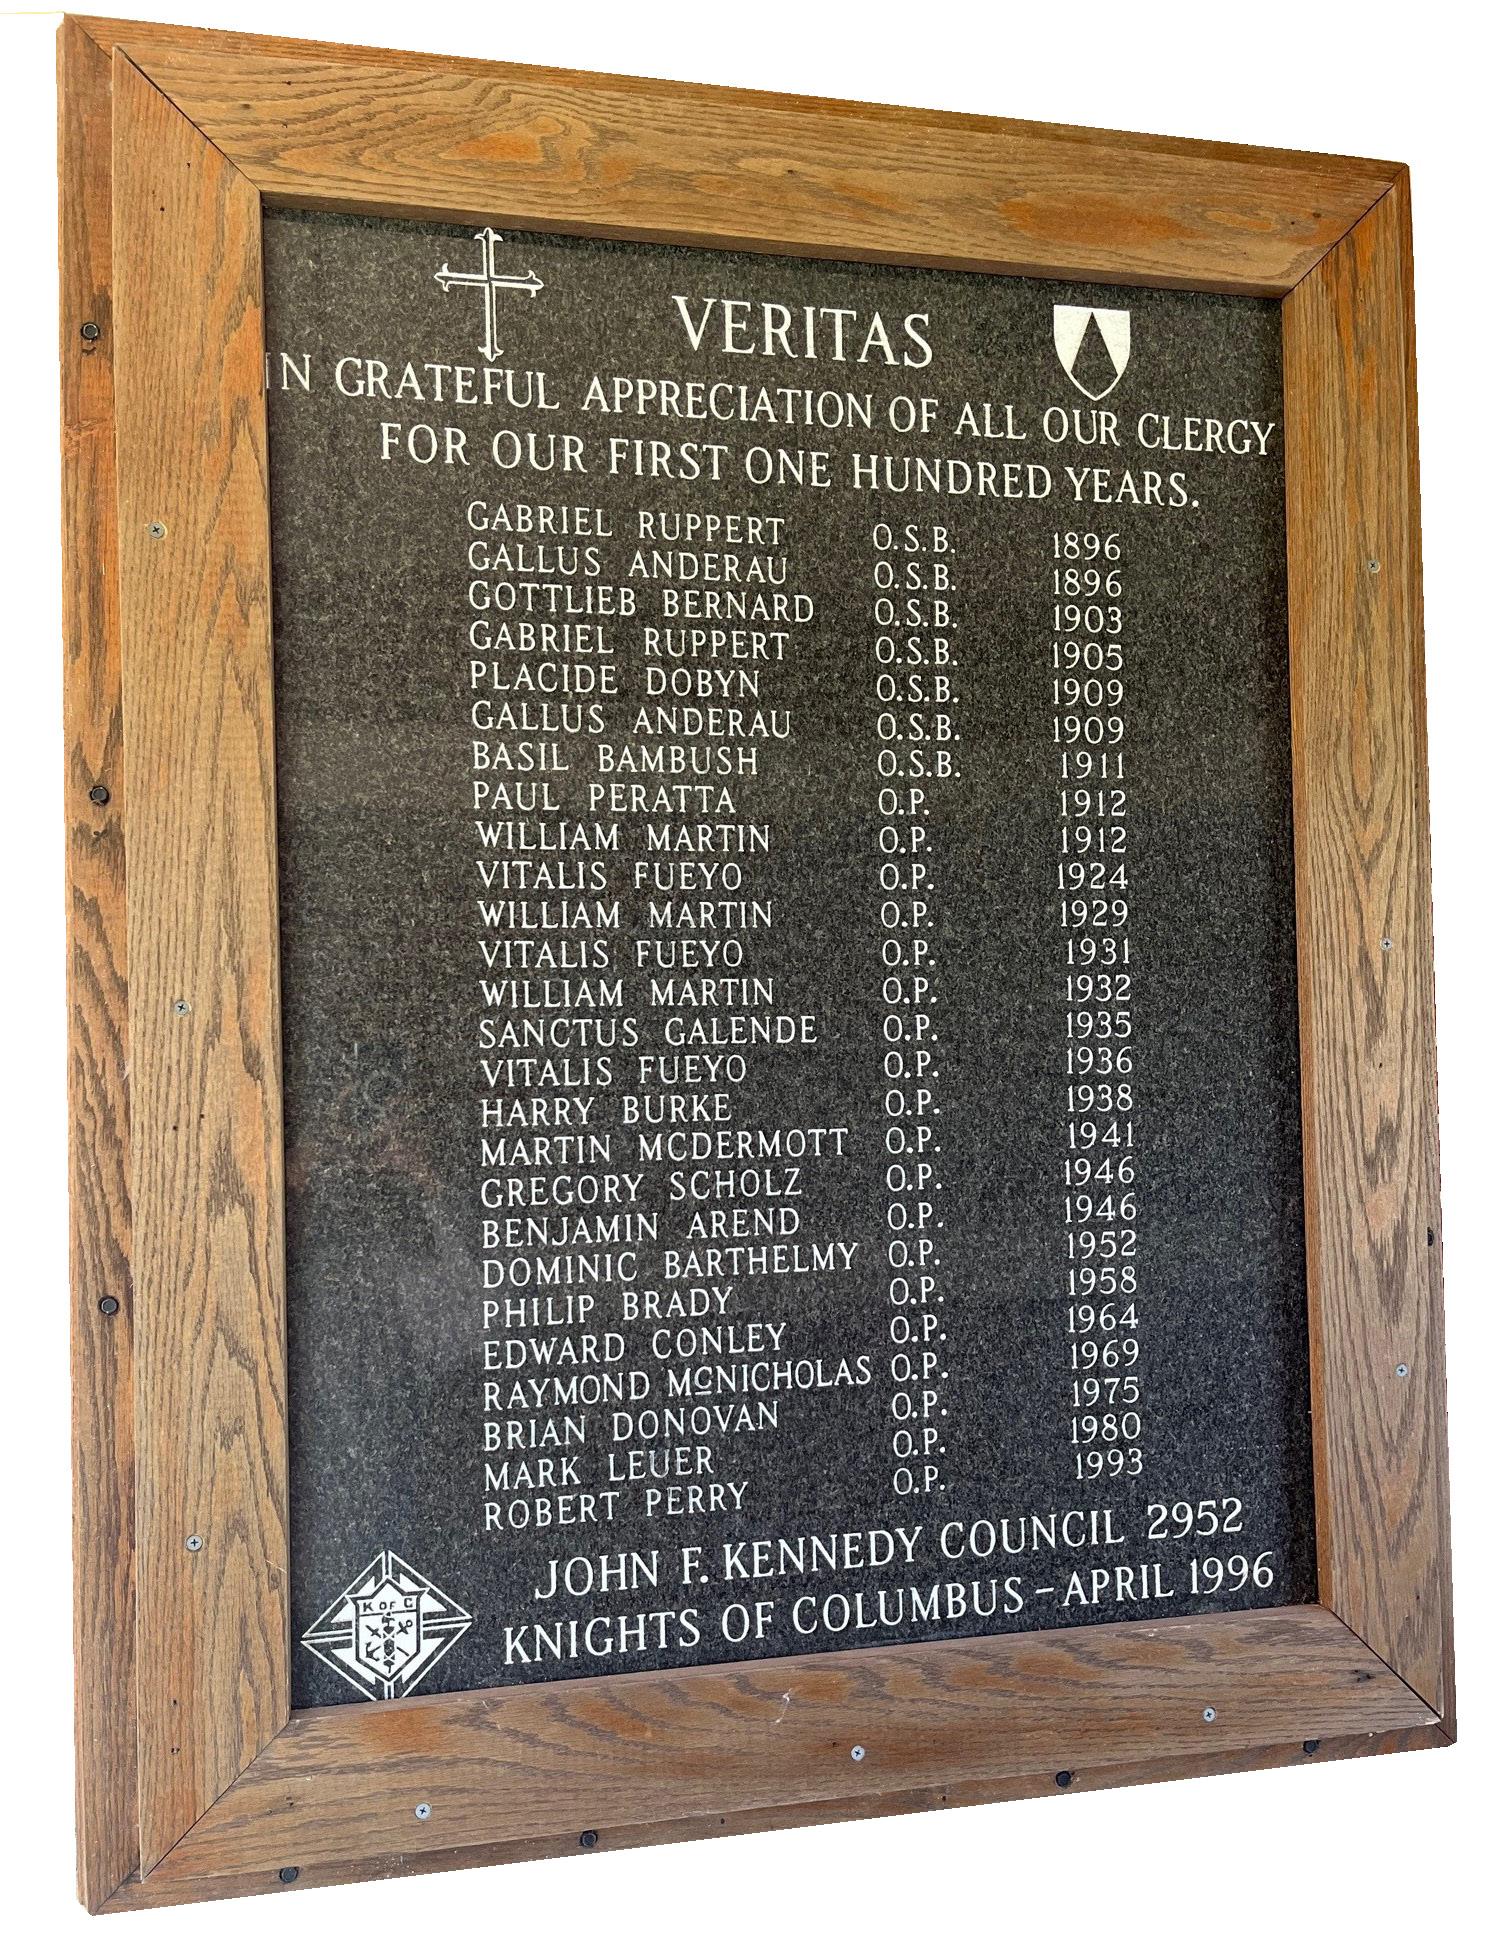 VERITAS
IN GRATEFUL APPRECIATION OF ALL OUR CLERGY
FOR OUR FIRST ONE HUNDRED YEARS.
GABRIEL RUPPERT O.S.B. 1896
GALLUS ANDERAU O.S.B. 1896
GOTTLIEB BERNARD O.S.B. 1903
GABRIEL RUPPERT O.S.B. 1905
PLACIDE DOBYN O.S.B. 1909
GALLUS ANDERAU O.S.B. 1909
BASIL BAMBUSH O.S.B. 1911
PAUL PERATTA O.P. 1912
WILLIAM MARTIN O.P. 1912
VITALIS FUEYO O.P. 1924
WILLIAM MARTIN O.P. 1929
VITALIS FUEYO O.P. 1931
WILLIAM MARTIN O.P. 1932
SANCTUS GALENDE O.P. 1935
VITALIS FUEYO O.P. 1936
HARRY BURKE O.P. 1938
MARTIN MCDERMOTT O.P. 1941
GREGORY SCHOLZ O.P. 1946
BENJAMIN AREND O.P. 1946
DOMINIC BARTHELMY O.P. 1952
PHILIP BRADY O.P. 1958
EDWARD CONLEY O.P. 1964
RAYMOND McNICHOLAS O.P. 1969
BRIAN DONOVAN O.P. 1975
MARK LEUER O.P. 1980
ROBERT PERRY O.P. 1993
JOHN F. KENNEDY COUNCIL 2952
KNIGHTS OF COLUMBUS - APRIL 1996
K OF C